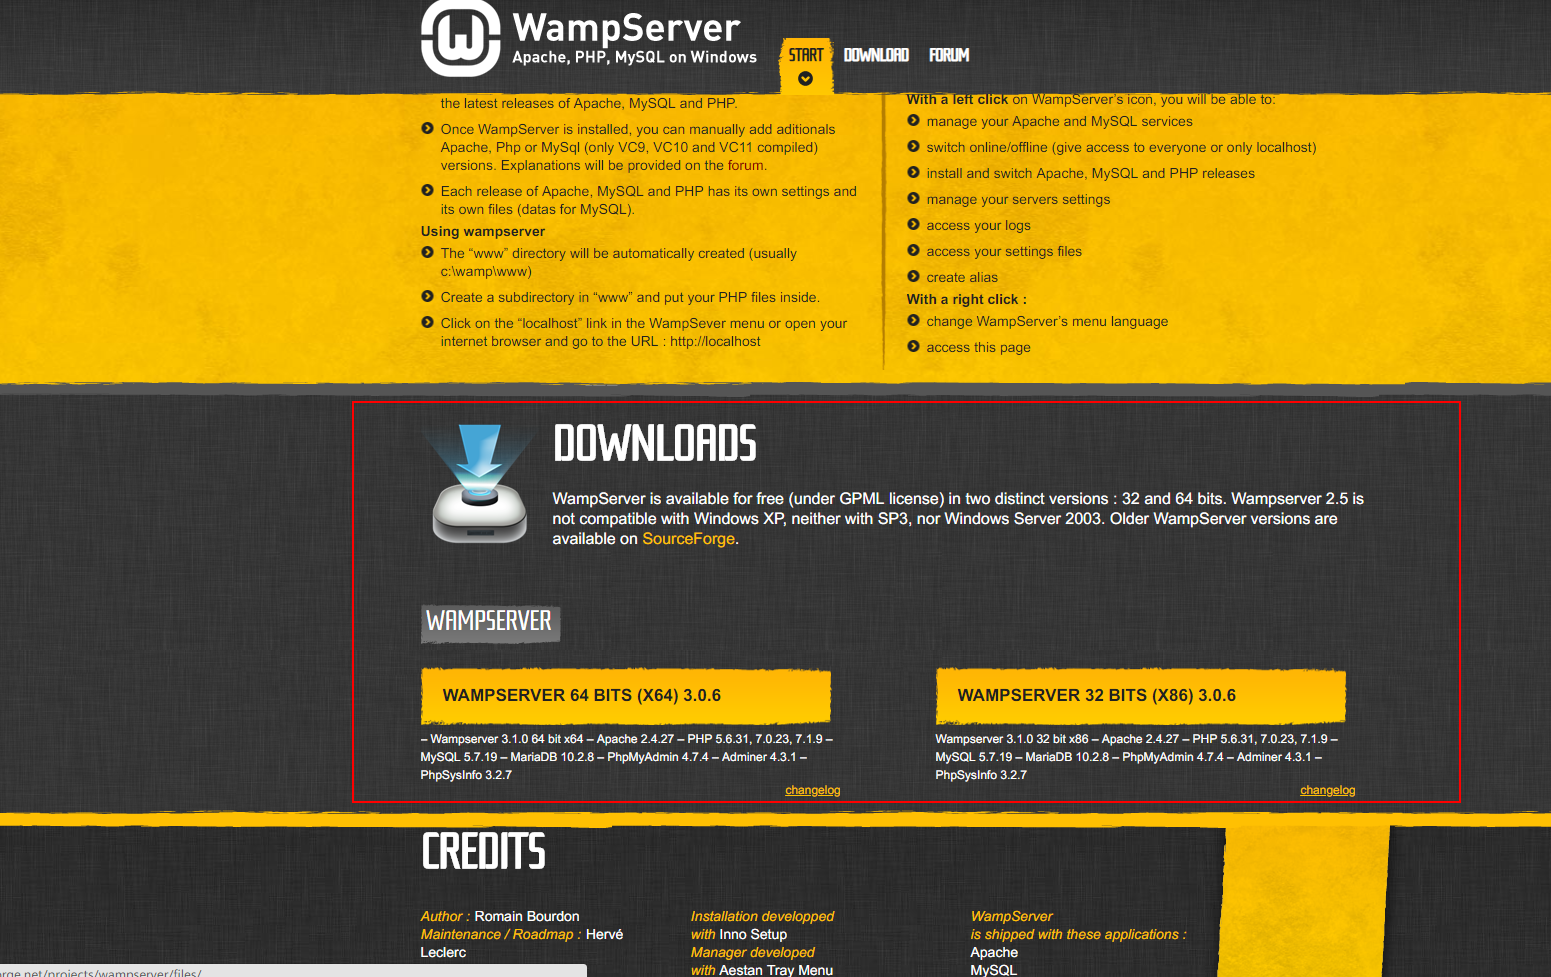 WampServer
Apache, PHP, MySQL on Windows
START
DOWNLOAD
FORUM
the latest releases of Apache, MySQL and PHP.
Once WampServer is installed, you can manually add aditionals
Apache, Php or MySql (only VC9, VC10 and VC11 compiled)
versions. Explanations will be provided on the forum.
Each release of Apache, MySQL and PHP has its own settings and
its own files (datas for MySQL).
Using wampserver
The “www” directory will be automatically created (usually
c:\wamp\www)
Create a subdirectory in “www” and put your PHP files inside.
Click on the “localhost” link in the WampSever menu or open your
internet browser and go to the URL : http://localhost
With a left click on WampServer’s icon, you will be able to:
manage your Apache and MySQL services
switch online/offline (give access to everyone or only localhost)
install and switch Apache, MySQL and PHP releases
manage your servers settings
access your logs
access your settings files
create alias
With a right click :
change WampServer’s menu language
access this page
DOWNLOADS
WampServer is available for free (under GPML license) in two distinct versions : 32 and 64 bits. Wampserver 2.5 is
not compatible with Windows XP, neither with SP3, nor Windows Server 2003. Older WampServer versions are
available on SourceForge.
WAMPSERVER
WAMPSERVER 64 BITS (X64) 3.0.6
– Wampserver 3.1.0 64 bit x64 – Apache 2.4.27 – PHP 5.6.31, 7.0.23, 7.1.9 –
MySQL 5.7.19 – MariaDB 10.2.8 – PhpMyAdmin 4.7.4 – Adminer 4.3.1 –
PhpSysInfo 3.2.7
changelog
WAMPSERVER 32 BITS (X86) 3.0.6
Wampserver 3.1.0 32 bit x86 – Apache 2.4.27 – PHP 5.6.31, 7.0.23, 7.1.9 –
MySQL 5.7.19 – MariaDB 10.2.8 – PhpMyAdmin 4.7.4 – Adminer 4.3.1 –
PhpSysInfo 3.2.7
changelog
CREDITS
Author : Romain Bourdon
Maintenance / Roadmap : Hervé
Leclerc
Installation developped
with Inno Setup
Manager developed
with Aestan Tray Menu
WampServer
is shipped with these applications :
Apache
MySQL
orge.net/projects/wampserver/files/